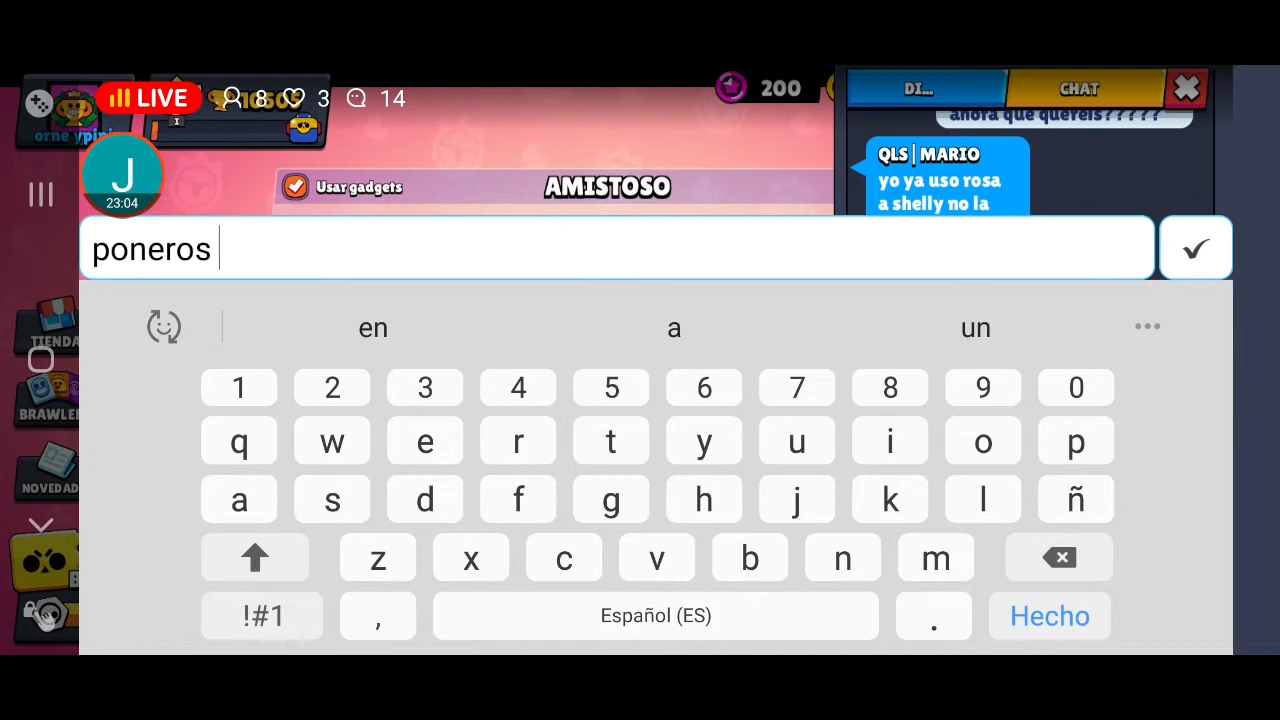 LIVE 8 3 14
200
DI...
CHAT
ahora que quereis?????
orne ypipi
J
23:04
Usar gadgets
AMISTOSO
QLS | MARIO
yo ya uso rosa
a shelly no la
poneros
TIENDA
BRAWLE
NOVEDAD
en a un
1 2 3 4 5 6 7 8 9 0
q w e r t y u i o p
a s d f g h j k l ñ
z x c v b n m
!#1 , Español (ES) . Hecho